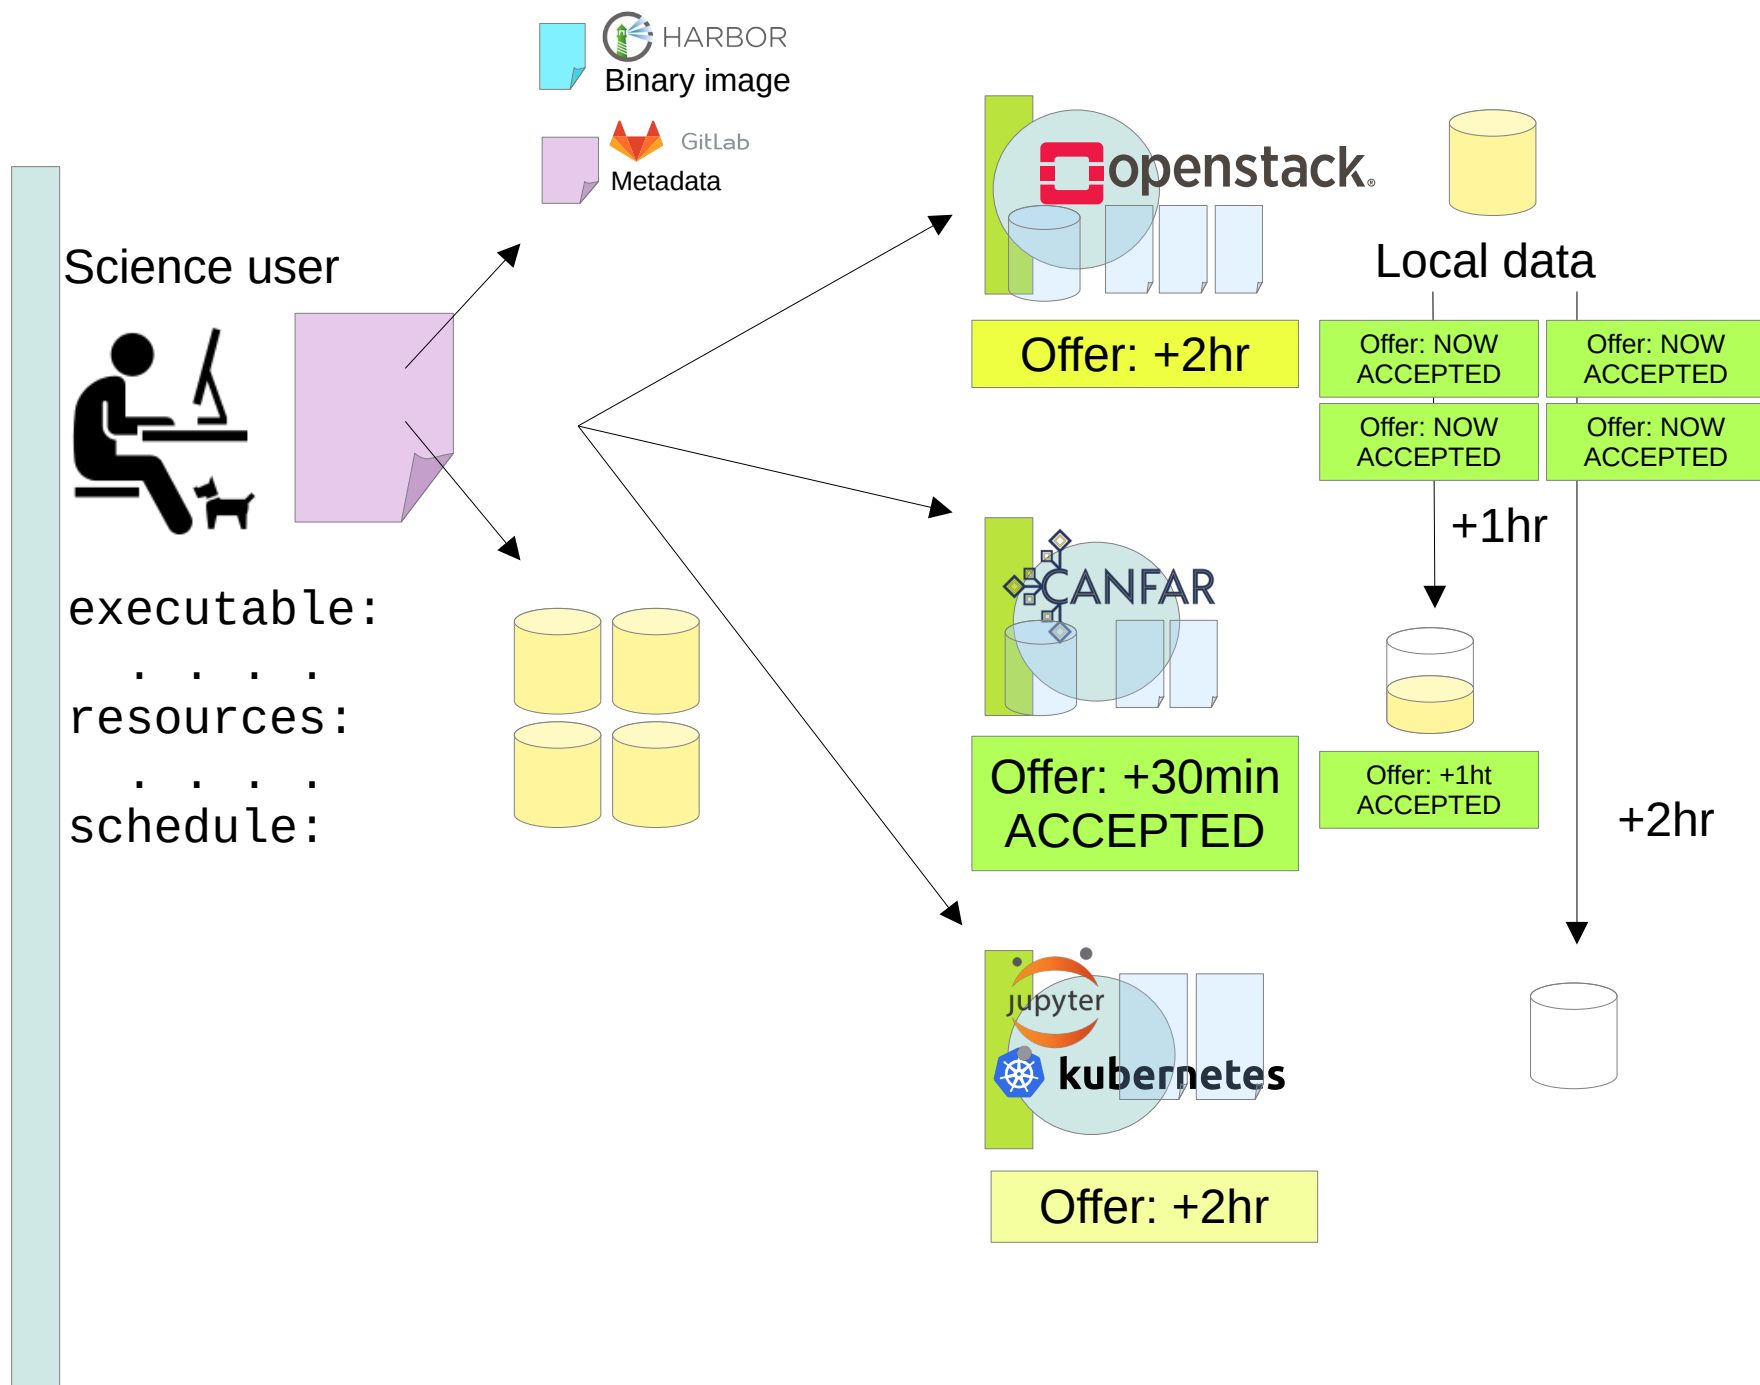 HARBOR
Binary image
GitLab
Metadata
Science user
executable:
. . . .
resources:
. . . .
schedule:
openstack®
Offer: +2hr
Local data
Offer: NOW
ACCEPTED
Offer: NOW
ACCEPTED
Offer: NOW
ACCEPTED
Offer: NOW
ACCEPTED
+1hr
CANFAR
Offer: +30min
ACCEPTED
Offer: +1ht
ACCEPTED
+2hr
jupyter
kubernetes
Offer: +2hr